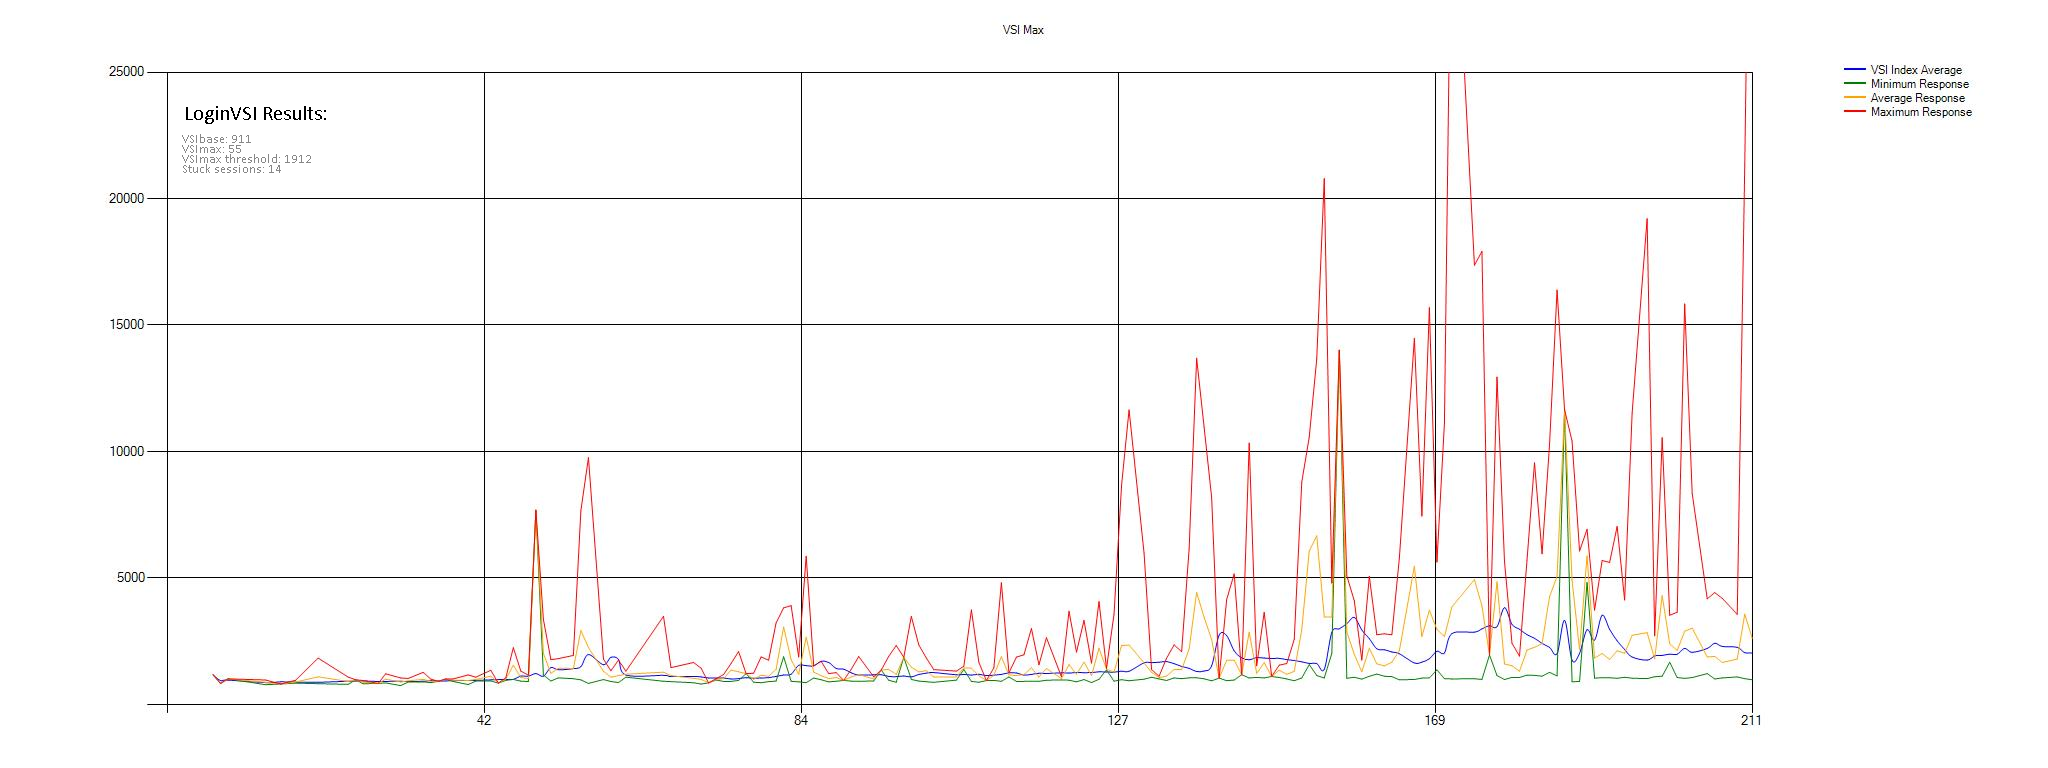 VSI Max
25000
20000
15000
10000
5000
LoginVSI Results:
VSIbase: 911
VSImax: 55
VSImax threshold: 1912
Stuck sessions: 14
VSI Index Average
Minimum Response
Average Response
Maximum Response
42
84
127
169
211